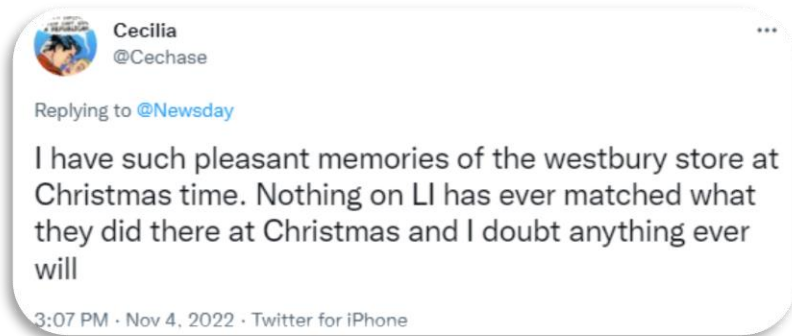 Cecilia
@Cechase
Replying to @Newsday
I have such pleasant memories of the westbury store at
Christmas time. Nothing on LI has ever matched what
they did there at Christmas and I doubt anything ever
will
3:07 PM · Nov 4, 2022 · Twitter for iPhone